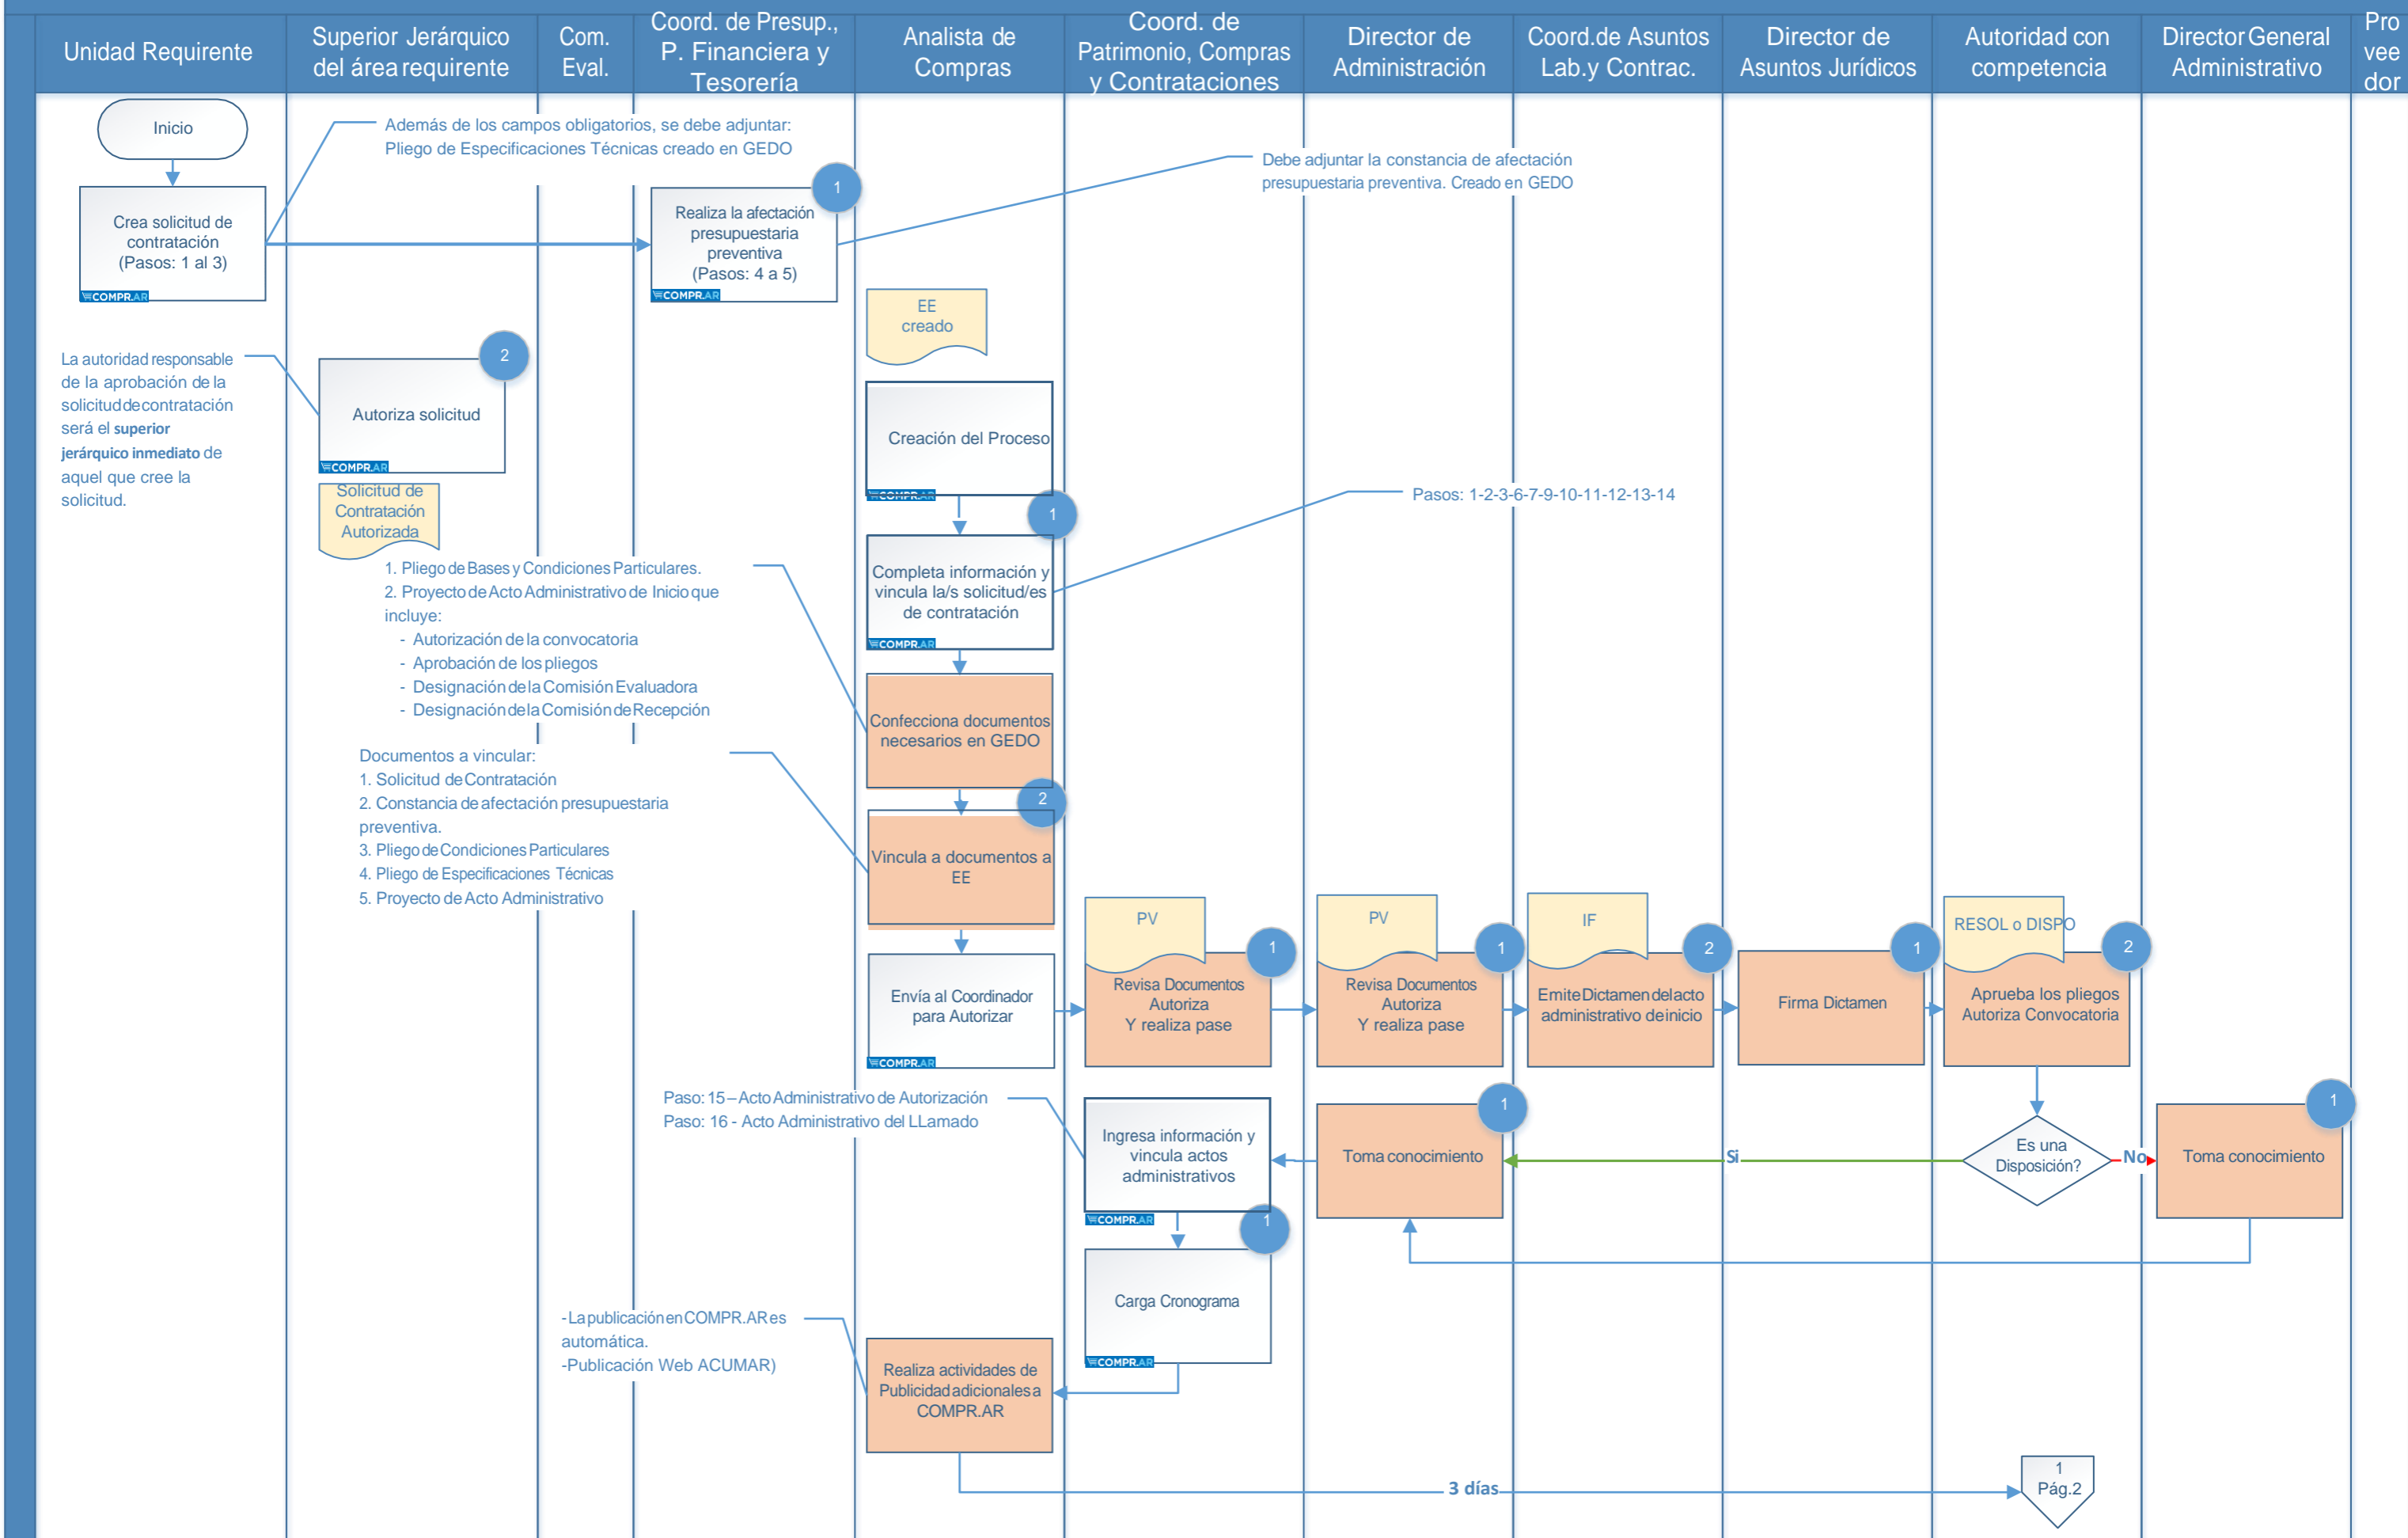 Unidad Requirente
Superior Jerárquico
del área requirente
Com.
Eval.
Coord. de Presup.,
P. Financiera y
Tesorería
Analista de
Compras
Coord. de
Patrimonio, Compras
y Contrataciones
Director de
Administración
Coord.de Asuntos
Lab.y Contrac.
Director de
Asuntos Jurídicos
Autoridad con
competencia
Director General
Administrativo
Pro
vee
dor
Inicio
Además de los campos obligatorios, se debe adjuntar:
Pliego de Especificaciones Técnicas creado en GEDO
Debe adjuntar la constancia de afectación
presupuestaria preventiva. Creado en GEDO
Crea solicitud de
contratación
(Pasos: 1 al 3)
COMPR.AR
1
Realiza la afectación
presupuestaria
preventiva
(Pasos: 4 a 5)
COMPR.AR
EE
creado
La autoridad responsable
de la aprobación de la
solicitud de contratación
será el superior
jerárquico inmediato de
aquel que cree la
solicitud.
2
Autoriza solicitud
COMPR.AR
Solicitud de
Contratación
Autorizada
Creación del Proceso
COMPR.AR
1
Pasos: 1-2-3-6-7-9-10-11-12-13-14
Completa información y
vincula la/s solicitud/es
de contratación
COMPR.AR
1. Pliego de Bases y Condiciones Particulares.
2. Proyecto de Acto Administrativo de Inicio que
incluye:
- Autorización de la convocatoria
- Aprobación de los pliegos
- Designación de la Comisión Evaluadora
- Designación de la Comisión de Recepción
Confecciona documentos
necesarios en GEDO
Documentos a vincular:
1. Solicitud de Contratación
2. Constancia de afectación presupuestaria
preventiva.
3. Pliego de Condiciones Particulares
4. Pliego de Especificaciones Técnicas
5. Proyecto de Acto Administrativo
2
Vincula a documentos a
EE
Envía al Coordinador
para Autorizar
COMPR.AR
PV
1
Revisa Documentos
Autoriza
Y realiza pase
PV
1
Revisa Documentos
Autoriza
Y realiza pase
IF
2
Emite Dictamen del acto
administrativo de inicio
1
Firma Dictamen
RESOL o DISPO
2
Aprueba los pliegos
Autoriza Convocatoria
Paso: 15 – Acto Administrativo de Autorización
Paso: 16 - Acto Administrativo del LLamado
Ingresa información y
vincula actos
administrativos
COMPR.AR
1
Toma conocimiento
Si
Es una
Disposición?
No
1
Toma conocimiento
1
Carga Cronograma
COMPR.AR
- La publicación en COMPR.AR es
automática.
-Publicación Web ACUMAR)
Realiza actividades de
Publicidad adicionales a
COMPR.AR
3 días
1
Pág.2